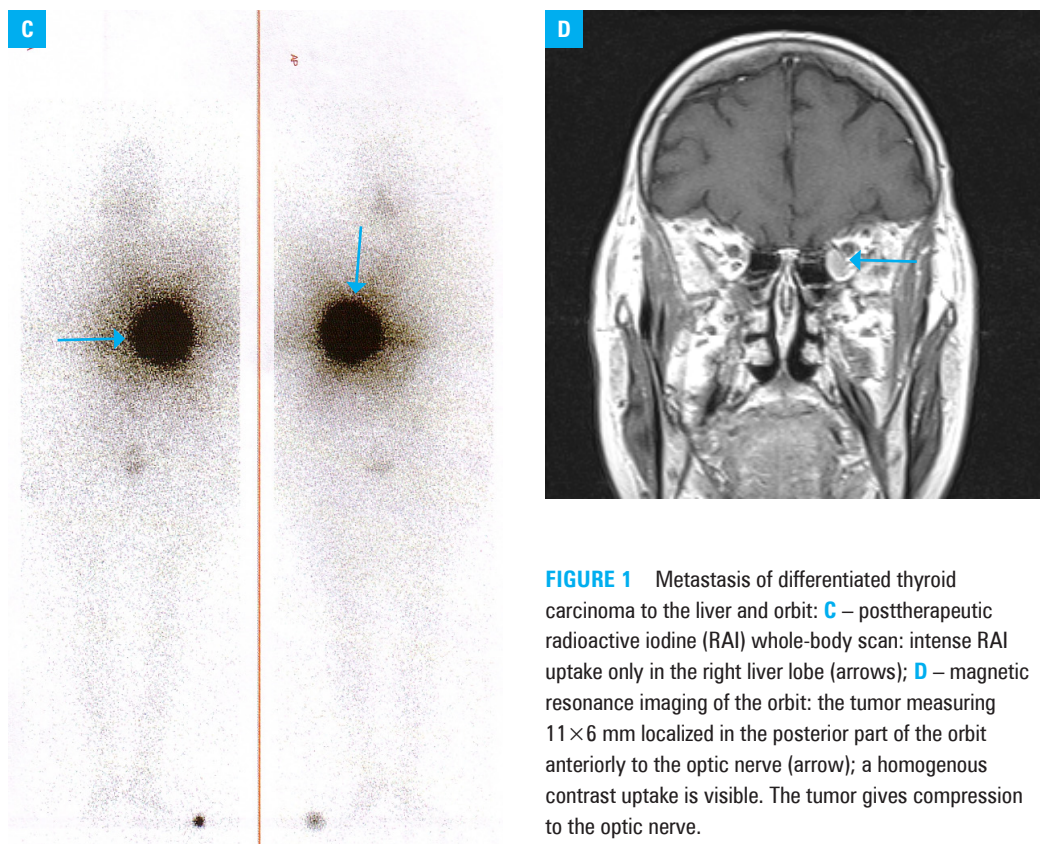 C
AP
D
FIGURE 1 Metastasis of differentiated thyroid
carcinoma to the liver and orbit: C – posttherapeutic
radioactive iodine (RAI) whole-body scan: intense RAI
uptake only in the right liver lobe (arrows); D – magnetic
resonance imaging of the orbit: the tumor measuring
11×6 mm localized in the posterior part of the orbit
anteriorly to the optic nerve (arrow); a homogenous
contrast uptake is visible. The tumor gives compression
to the optic nerve.